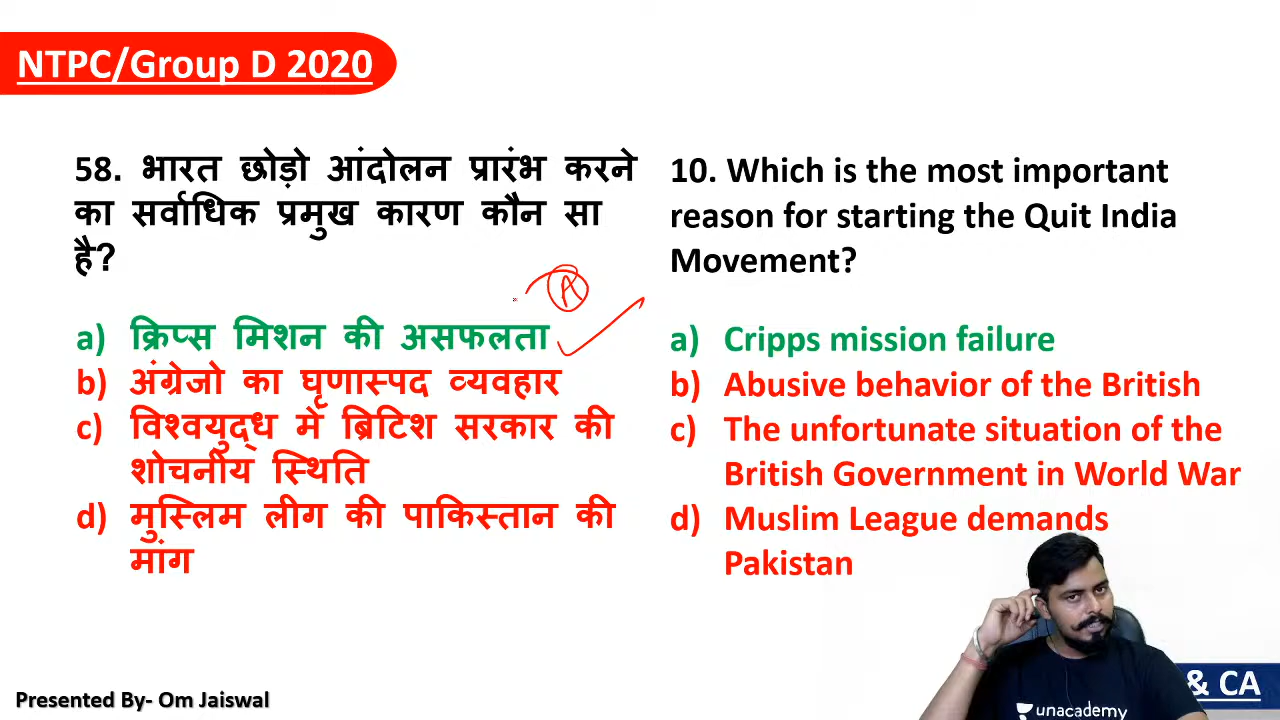 NTPC/Group D 2020
58. भारत छोड़ो आंदोलन प्रारंभ करने
का सर्वाधिक प्रमुख कारण कौन सा
है?
A
a) क्रिप्स मिशन की असफलता
b) अंग्रेजो का घृणास्पद व्यवहार
c) विश्वयुद्ध मे ब्रिटिश सरकार की
शोचनीय स्थिति
d) मुस्लिम लीग की पाकिस्तान की
मांग
10. Which is the most important
reason for starting the Quit India
Movement?
a) Cripps mission failure
b) Abusive behavior of the British
c) The unfortunate situation of the
British Government in World War
d) Muslim League demands
Pakistan
Presented By- Om Jaiswal
& CA
unacademy